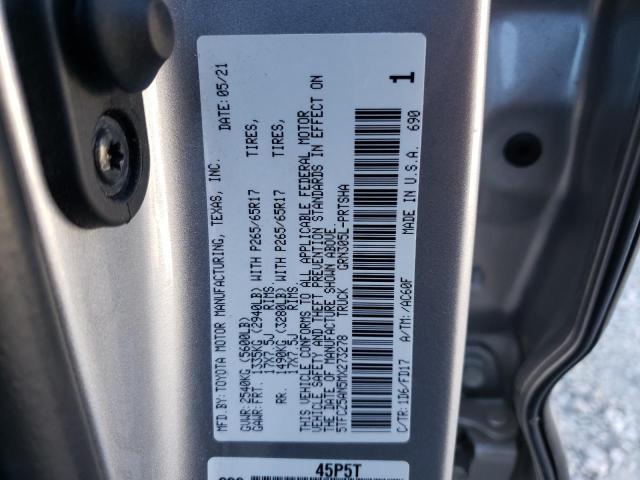 MFD.BY: TOYOTA MOTOR MANUFACTURING, TEXAS, INC. DATE: 05/21
GVWR: 2540KG (5600LB)
GAWR: FRT. 1335KG (2940LB) WITH P265/65R17 TIRES,
17X7.5J RIMS,
RR. 1490KG (3280LB) WITH P265/65R17 TIRES,
17X7.5J RIMS.
THIS VEHICLE CONFORMS TO ALL APPLICABLE FEDERAL MOTOR
VEHICLE SAFETY AND THEFT PREVENTION STANDARDS IN EFFECT ON
THE DATE OF MANUFACTURE SHOWN ABOVE.
5TFCZ5AN5MX273278 TRUCK GRN305L-PRTSHA
C/TR: 1D6/FD17 A/TM: /AC60F
MADE IN U.S.A. 690
1
45P5T